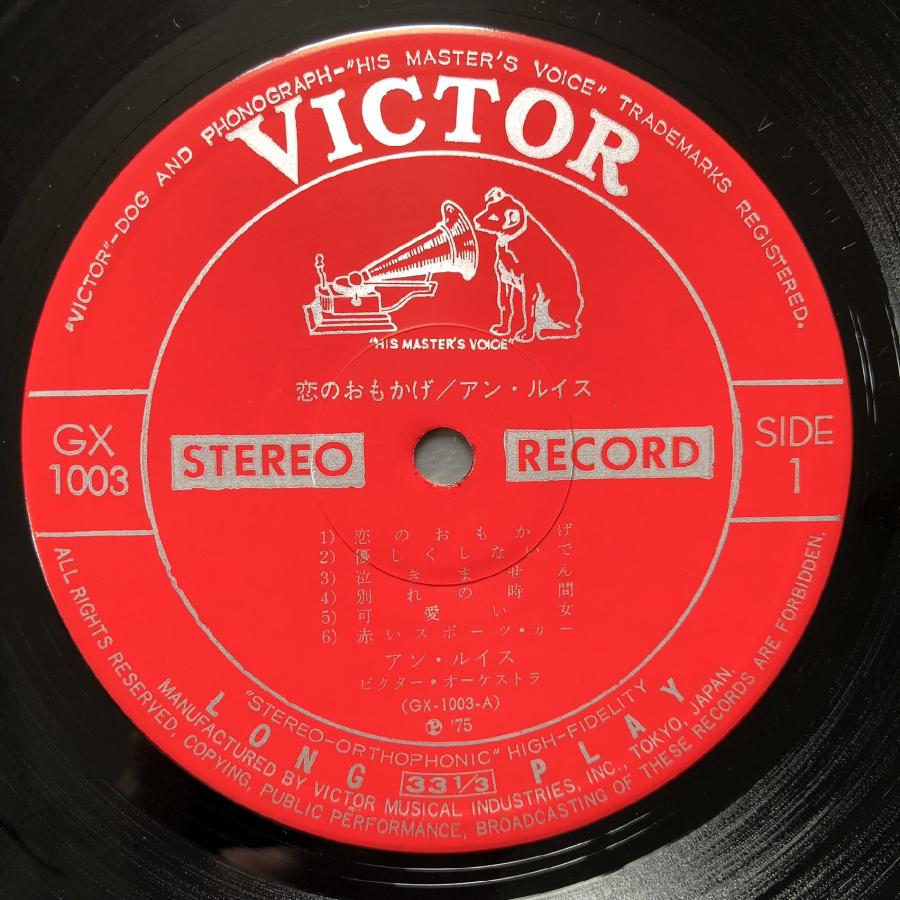 "VICTOR"-DOG AND PHONOGRAPH-"HIS MASTER'S VOICE" TRADEMARKS REGISTERED.
VICTOR
"HIS MASTER'S VOICE"
恋のおもかげ/アン・ルイス
GX
1003
STEREO RECORD
SIDE
1
1) 恋のおもかげ
2) 優しくしないで
3) 泣きません
4) 別れの時間
5) 可愛い女
6) 赤いスポーツ・カー
アン・ルイス
ビクター・オーケストラ
(GX-1003-A)
Ⓟ '75
"STEREO-ORTHOPHONIC" HIGH-FIDELITY
LONG 33 1/3 PLAY
MANUFACTURED BY VICTOR MUSICAL INDUSTRIES, INC., TOKYO, JAPAN.
ALL RIGHTS RESERVED, COPYING, PUBLIC PERFORMANCE, BROADCASTING OF THESE RECORDS ARE FORBIDDEN.